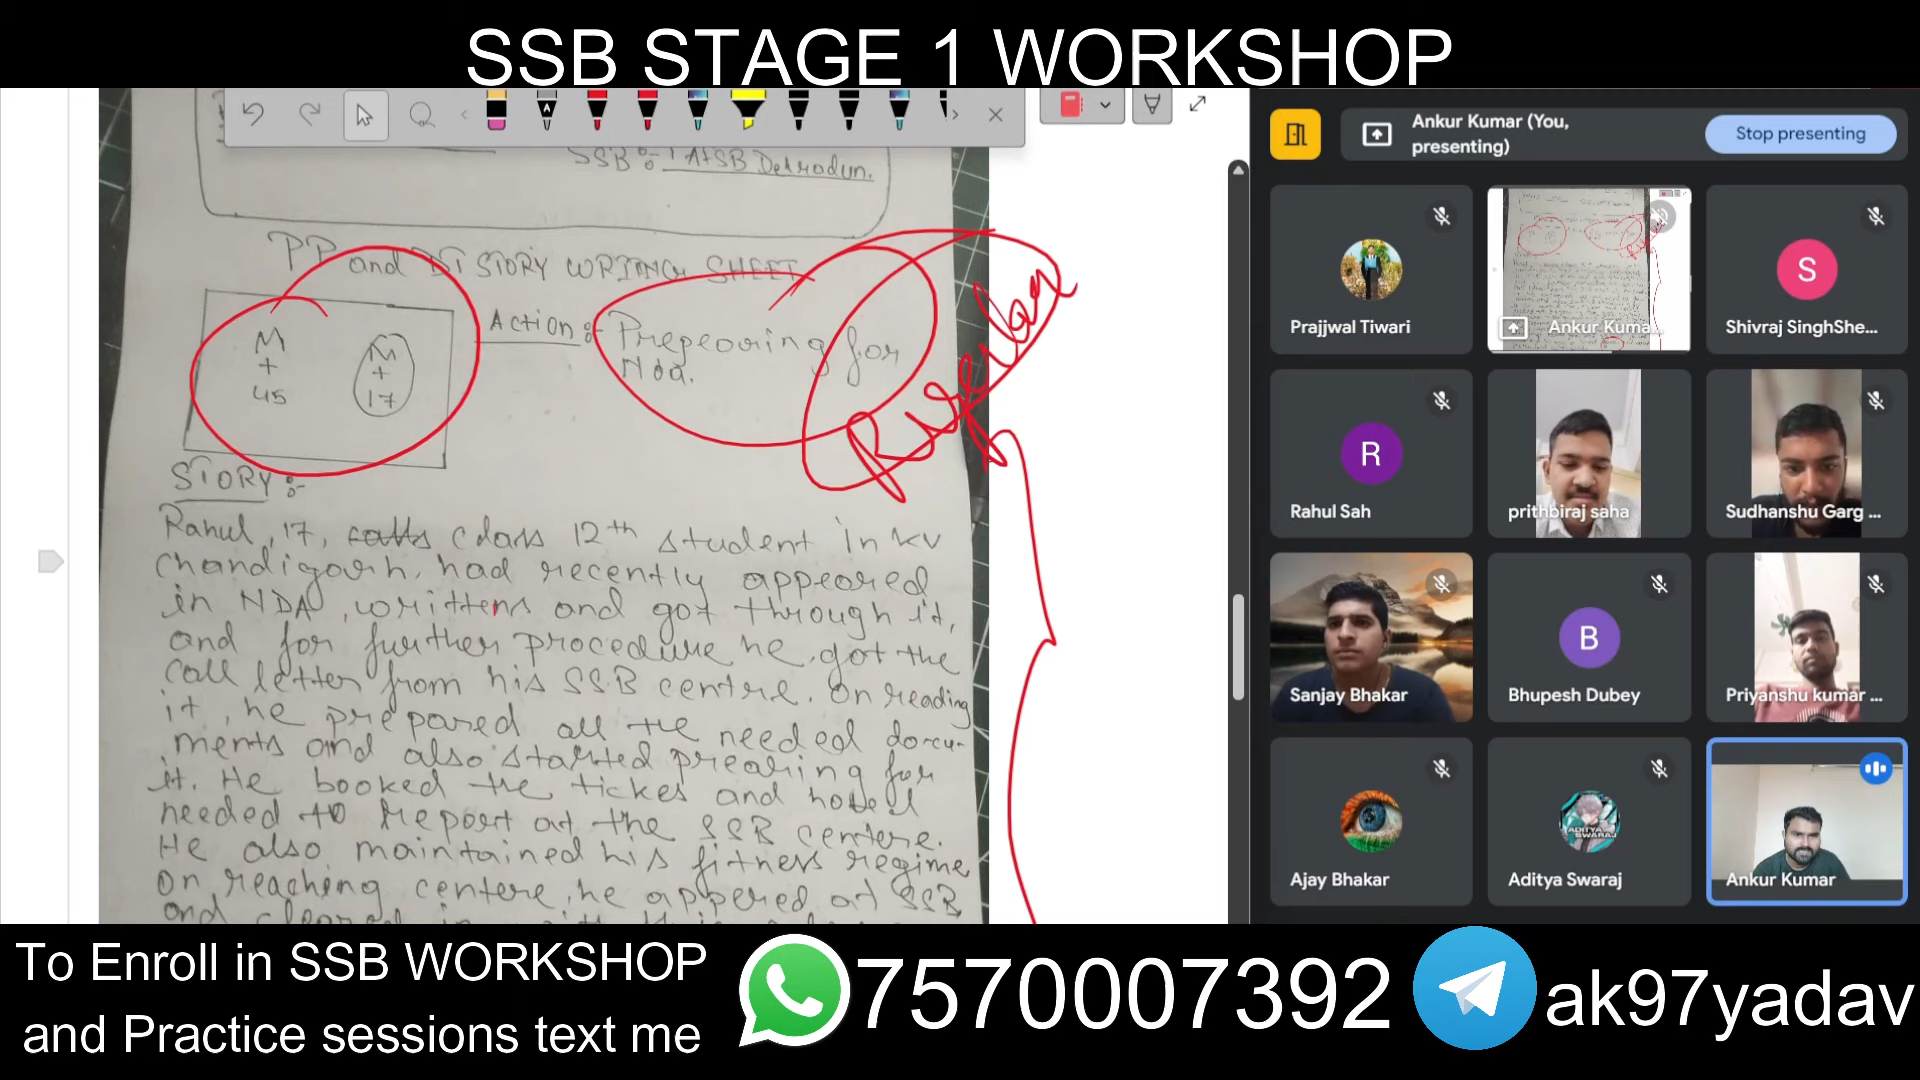 SSB STAGE 1 WORKSHOP
SSB:- 1 AFSB Dehradun.
PP and DT STORY WRITING SHEET
M
+
45
M
+
17
Action:- Prepearing for
Nda.
STORY:-
Rahul, 17, class 12th student in KV
Chandigarh, had recently appeared
in NDA, writtens and got through it,
and for further procedure he got the
call letter from his SSB centre. On reading
it, he prepared all the needed docu-
ments and also started prearing for
it. He booked the tickes and hotel
needed to report at the SSB centere.
He also maintained his fitness regime
On reaching centere, he appered at SSB
and cleared
Ankur Kumar (You,
presenting)
Stop presenting
Prajjwal Tiwari
Ankur Kuma...
S
Shivraj SinghShe...
R
Rahul Sah
prithbiraj saha
Sudhanshu Garg ...
Sanjay Bhakar
B
Bhupesh Dubey
Priyanshu kumar ...
Ajay Bhakar
ADITYA
SWARAJ
Aditya Swaraj
Ankur Kumar
To Enroll in SSB WORKSHOP
and Practice sessions text me
7570007392
ak97yadav